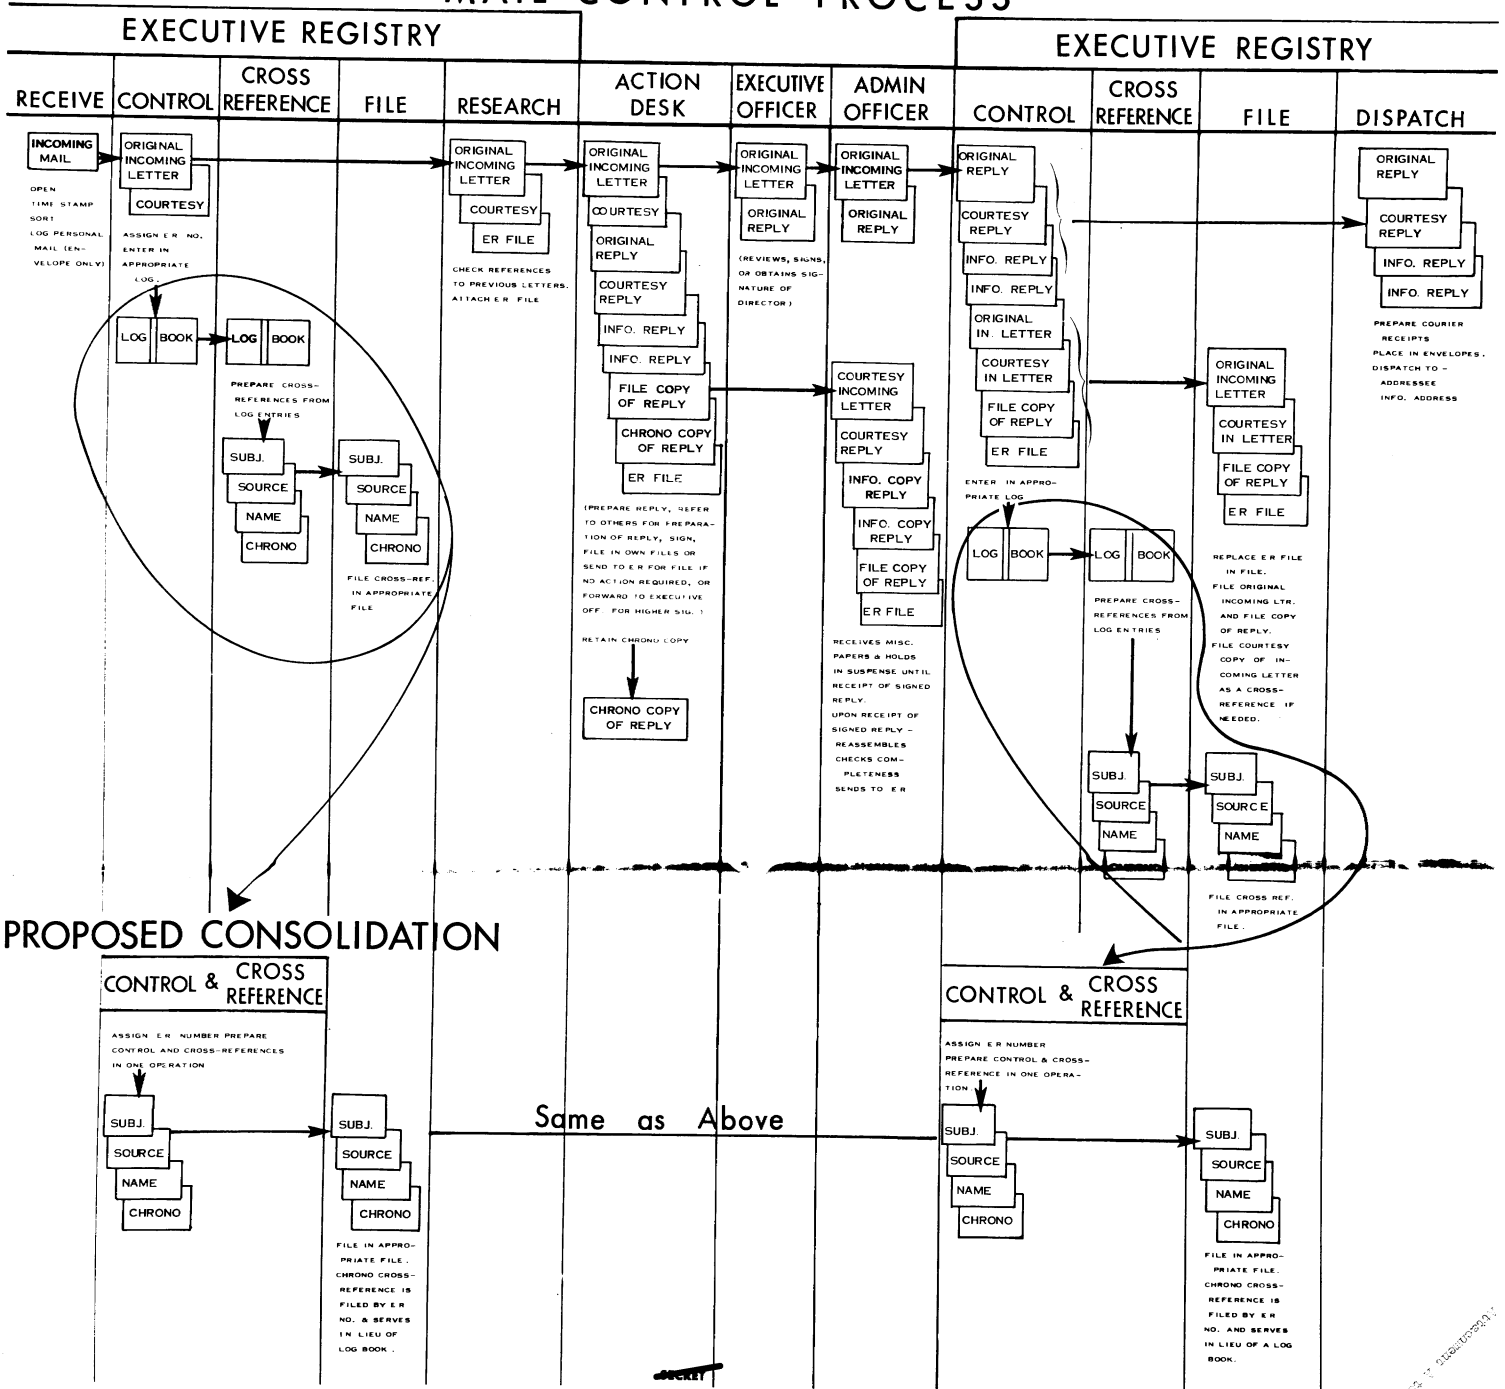 MAIL CONTROL PROCESS
EXECUTIVE REGISTRY
EXECUTIVE REGISTRY
RECEIVE
CONTROL
CROSS
REFERENCE
FILE
RESEARCH
ACTION
DESK
EXECUTIVE
OFFICER
ADMIN
OFFICER
CONTROL
CROSS
REFERENCE
FILE
DISPATCH
INCOMING
MAIL
OPEN
TIME STAMP
SORT
LOG PERSONAL
MAIL (EN-
VELOPE ONLY)
ORIGINAL
INCOMING
LETTER
COURTESY
ASSIGN ER NO.
ENTER IN
APPROPRIATE
LOG.
LOG BOOK
LOG BOOK
PREPARE CROSS-
REFERENCES FROM
LOG ENTRIES
SUBJ.
SOURCE
NAME
CHRONO
SUBJ.
SOURCE
NAME
CHRONO
FILE CROSS-REF.
IN APPROPRIATE
FILE
ORIGINAL
INCOMING
LETTER
COURTESY
ER FILE
CHECK REFERENCES
TO PREVIOUS LETTERS.
ATTACH ER FILE
ORIGINAL
INCOMING
LETTER
COURTESY
ORIGINAL
REPLY
COURTESY
REPLY
INFO. REPLY
INFO. REPLY
FILE COPY
OF REPLY
CHRONO COPY
OF REPLY
ER FILE
(PREPARE REPLY, REFER
TO OTHERS FOR PREPARA-
TION OF REPLY, SIGN,
FILE IN OWN FILES OR
SEND TO ER FOR FILE IF
NO ACTION REQUIRED, OR
FORWARD TO EXECUTIVE
OFF. FOR HIGHER SIG. )
RETAIN CHRONO COPY
CHRONO COPY
OF REPLY
ORIGINAL
INCOMING
LETTER
ORIGINAL
REPLY
(REVIEWS, SIGNS,
OR OBTAINS SIG-
NATURE OF
DIRECTOR)
ORIGINAL
INCOMING
LETTER
ORIGINAL
REPLY
COURTESY
INCOMING
LETTER
COURTESY
REPLY
INFO. COPY
REPLY
INFO. COPY
REPLY
FILE COPY
OF REPLY
ER FILE
RECEIVES MISC.
PAPERS & HOLDS
IN SUSPENSE UNTIL
RECEIPT OF SIGNED
REPLY.
UPON RECEIPT OF
SIGNED REPLY -
REASSEMBLES
CHECKS COM-
PLETENESS
SENDS TO ER
ORIGINAL
REPLY
COURTESY
REPLY
INFO. REPLY
INFO. REPLY
ORIGINAL
IN. LETTER
COURTESY
IN LETTER
FILE COPY
OF REPLY
ER FILE
ENTER IN APPRO-
PRIATE LOG
LOG BOOK
LOG BOOK
PREPARE CROSS-
REFERENCES FROM
LOG ENTRIES
SUBJ.
SOURCE
NAME
ORIGINAL
INCOMING
LETTER
COURTESY
IN LETTER
FILE COPY
OF REPLY
ER FILE
REPLACE ER FILE
IN FILE.
FILE ORIGINAL
INCOMING LTR.
AND FILE COPY
OF REPLY.
FILE COURTESY
COPY OF IN-
COMING LETTER
AS A CROSS-
REFERENCE IF
NEEDED.
SUBJ.
SOURCE
NAME
FILE CROSS REF.
IN APPROPRIATE
FILE.
ORIGINAL
REPLY
COURTESY
REPLY
INFO. REPLY
INFO. REPLY
PREPARE COURIER
RECEIPTS
PLACE IN ENVELOPES.
DISPATCH TO -
ADDRESSEE
INFO. ADDRESS
PROPOSED CONSOLIDATION
CONTROL & CROSS
REFERENCE
ASSIGN ER NUMBER PREPARE
CONTROL AND CROSS-REFERENCES
IN ONE OPERATION
SUBJ.
SOURCE
NAME
CHRONO
SUBJ.
SOURCE
NAME
CHRONO
FILE IN APPRO-
PRIATE FILE.
CHRONO CROSS-
REFERENCE IS
FILED BY ER
NO. & SERVES
IN LIEU OF
LOG BOOK.
Same as Above
CONTROL & CROSS
REFERENCE
ASSIGN ER NUMBER
PREPARE CONTROL & CROSS-
REFERENCE IN ONE OPERA-
TION.
SUBJ.
SOURCE
NAME
CHRONO
SUBJ.
SOURCE
NAME
CHRONO
FILE IN APPRO-
PRIATE FILE.
CHRONO CROSS-
REFERENCE IS
FILED BY ER
NO. AND SERVES
IN LIEU OF A LOG
BOOK.
SECRET